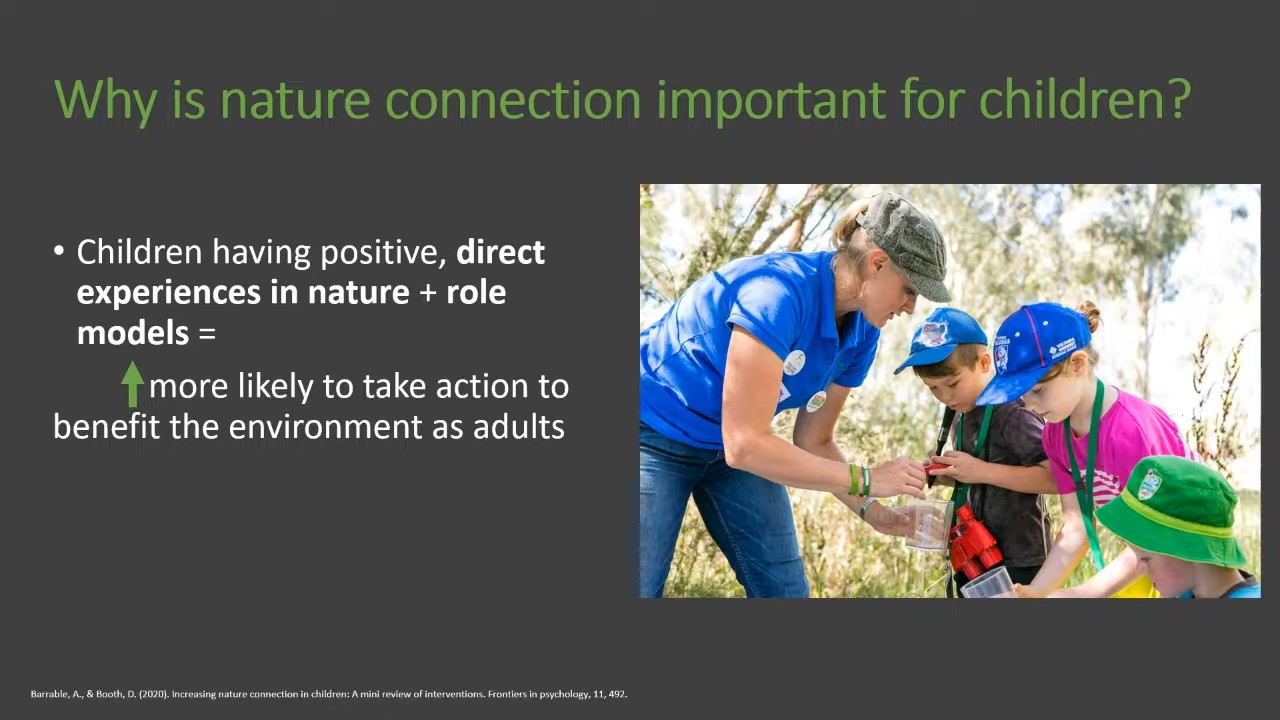 Why is nature connection important for children?
• Children having positive, direct
experiences in nature + role
models =
more likely to take action to
benefit the environment as adults
Barrable, A., & Booth, D. (2020). Increasing nature connection in children: A mini review of interventions. Frontiers in psychology, 11, 492.